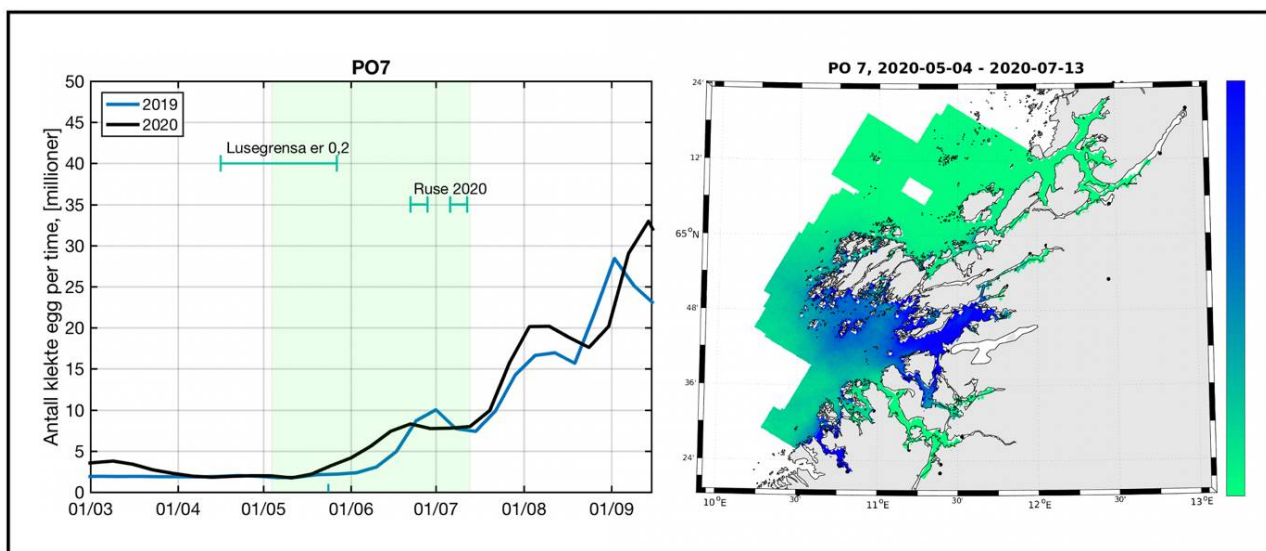 PO7
Antall klekte egg per time, [millioner]
50
45
40
35
30
25
20
15
10
5
0
2019
2020
Lusegrensa er 0,2
Ruse 2020
01/03 01/04 01/05 01/06 01/07 01/08 01/09
PO 7, 2020-05-04 - 2020-07-13
24'
12'
65°N
48'
36'
24'
10°E 30' 11°E 30' 12°E 30' 13°E